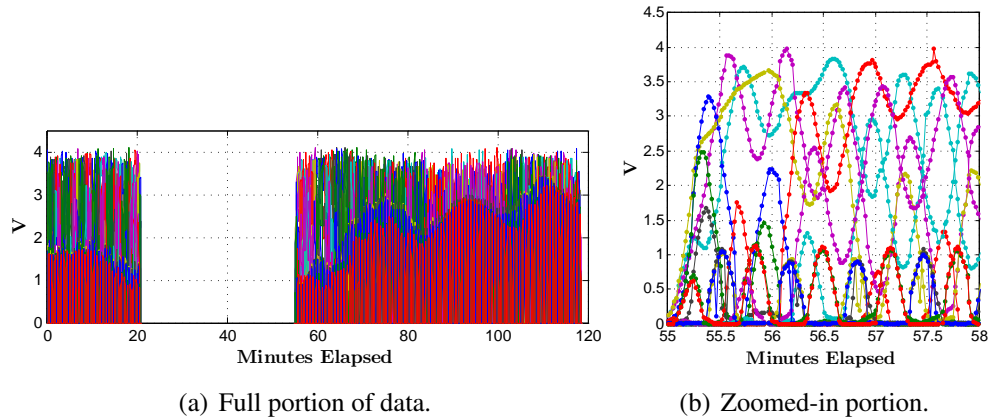 V
4
3
2
1
0
0 20 40 60 80 100 120
Minutes Elapsed
(a) Full portion of data.
V
4.5
4
3.5
3
2.5
2
1.5
1
0.5
0
55 55.5 56 56.5 57 57.5 58
Minutes Elapsed
(b) Zoomed-in portion.